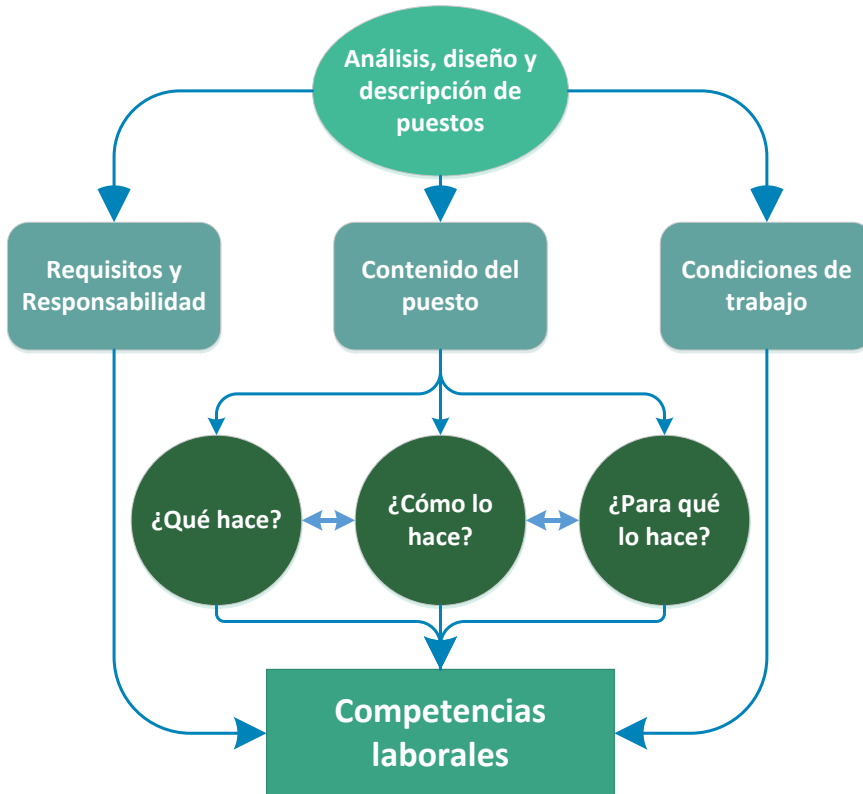 Análisis, diseño y
descripción de
puestos
Requisitos y
Responsabilidad
Contenido del
puesto
Condiciones de
trabajo
¿Qué hace?
¿Cómo lo
hace?
¿Para qué
lo hace?
Competencias
laborales